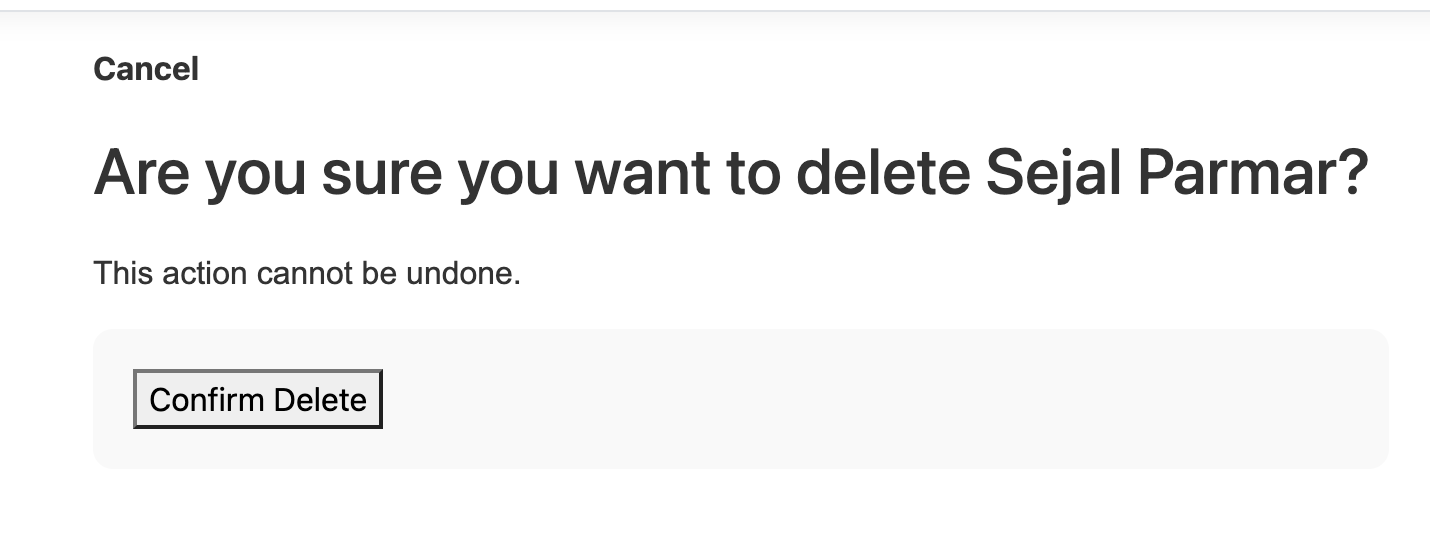 Cancel
Are you sure you want to delete Sejal Parmar?
This action cannot be undone.
Confirm Delete